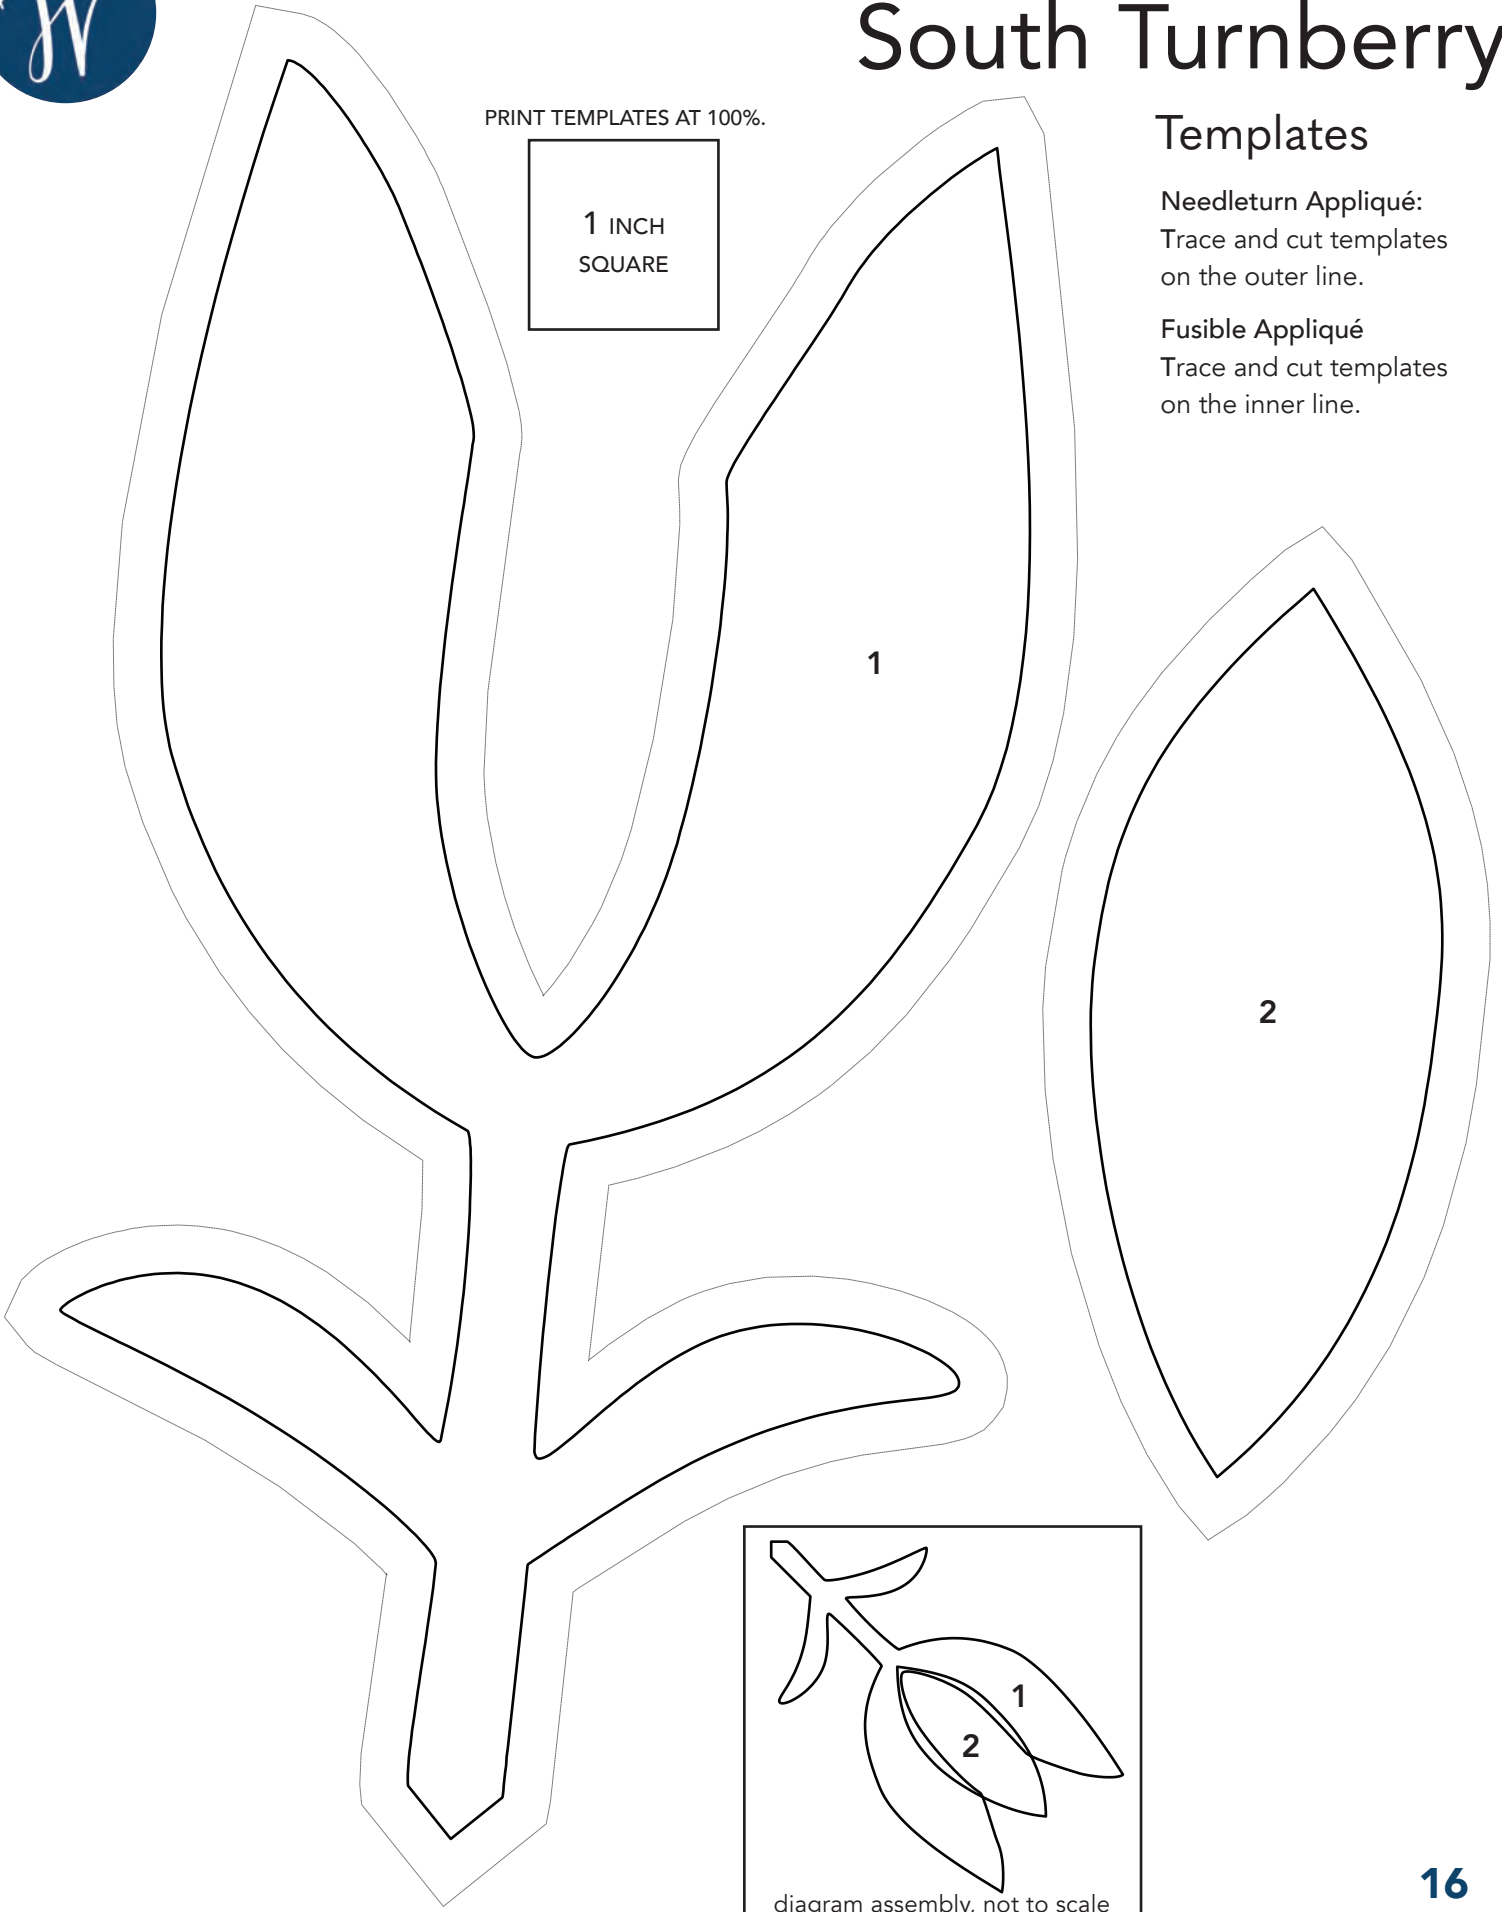 South Turnberry
Templates
PRINT TEMPLATES AT 100%.
1 INCH
SQUARE
Needleturn Appliqué:
Trace and cut templates
on the outer line.
Fusible Appliqué
Trace and cut templates
on the inner line.
1
2
1
2
diagram assembly, not to scale
16